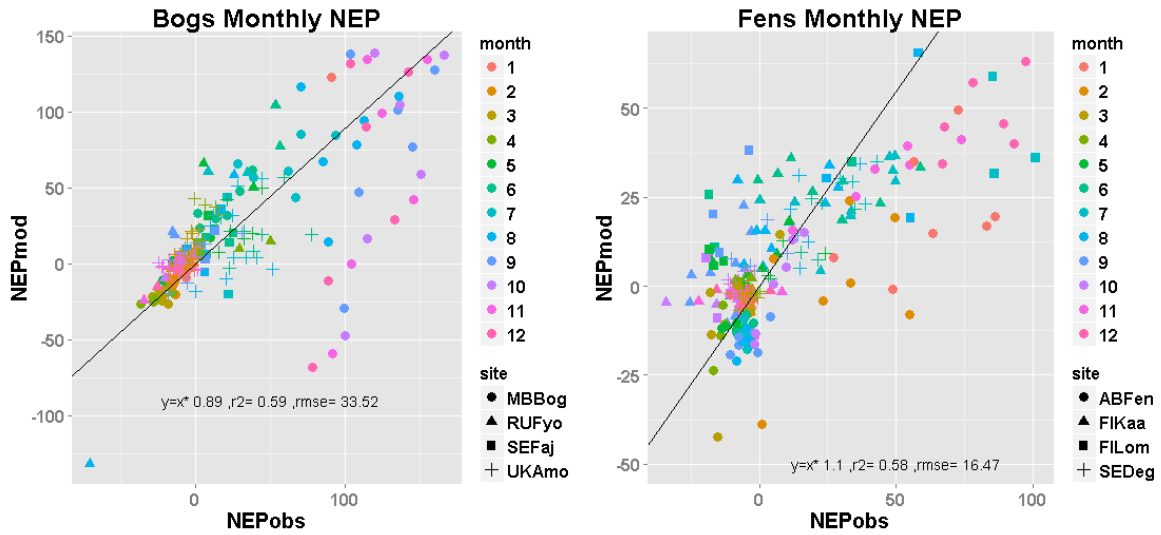 Bogs Monthly NEP
NEPmod
150
100
50
0
-50
-100
0
100
NEPobs
y=x* 0.89 ,r2= 0.59 ,rmse= 33.52
month
1
2
3
4
5
6
7
8
9
10
11
12
site
MBBog
RUFyo
SEFaj
UKAmo
Fens Monthly NEP
NEPmod
50
25
0
-25
-50
0
50
100
NEPobs
y=x* 1.1 ,r2= 0.58 ,rmse= 16.47
month
1
2
3
4
5
6
7
8
9
10
11
12
site
ABFen
FIKaa
FILom
SEDeg